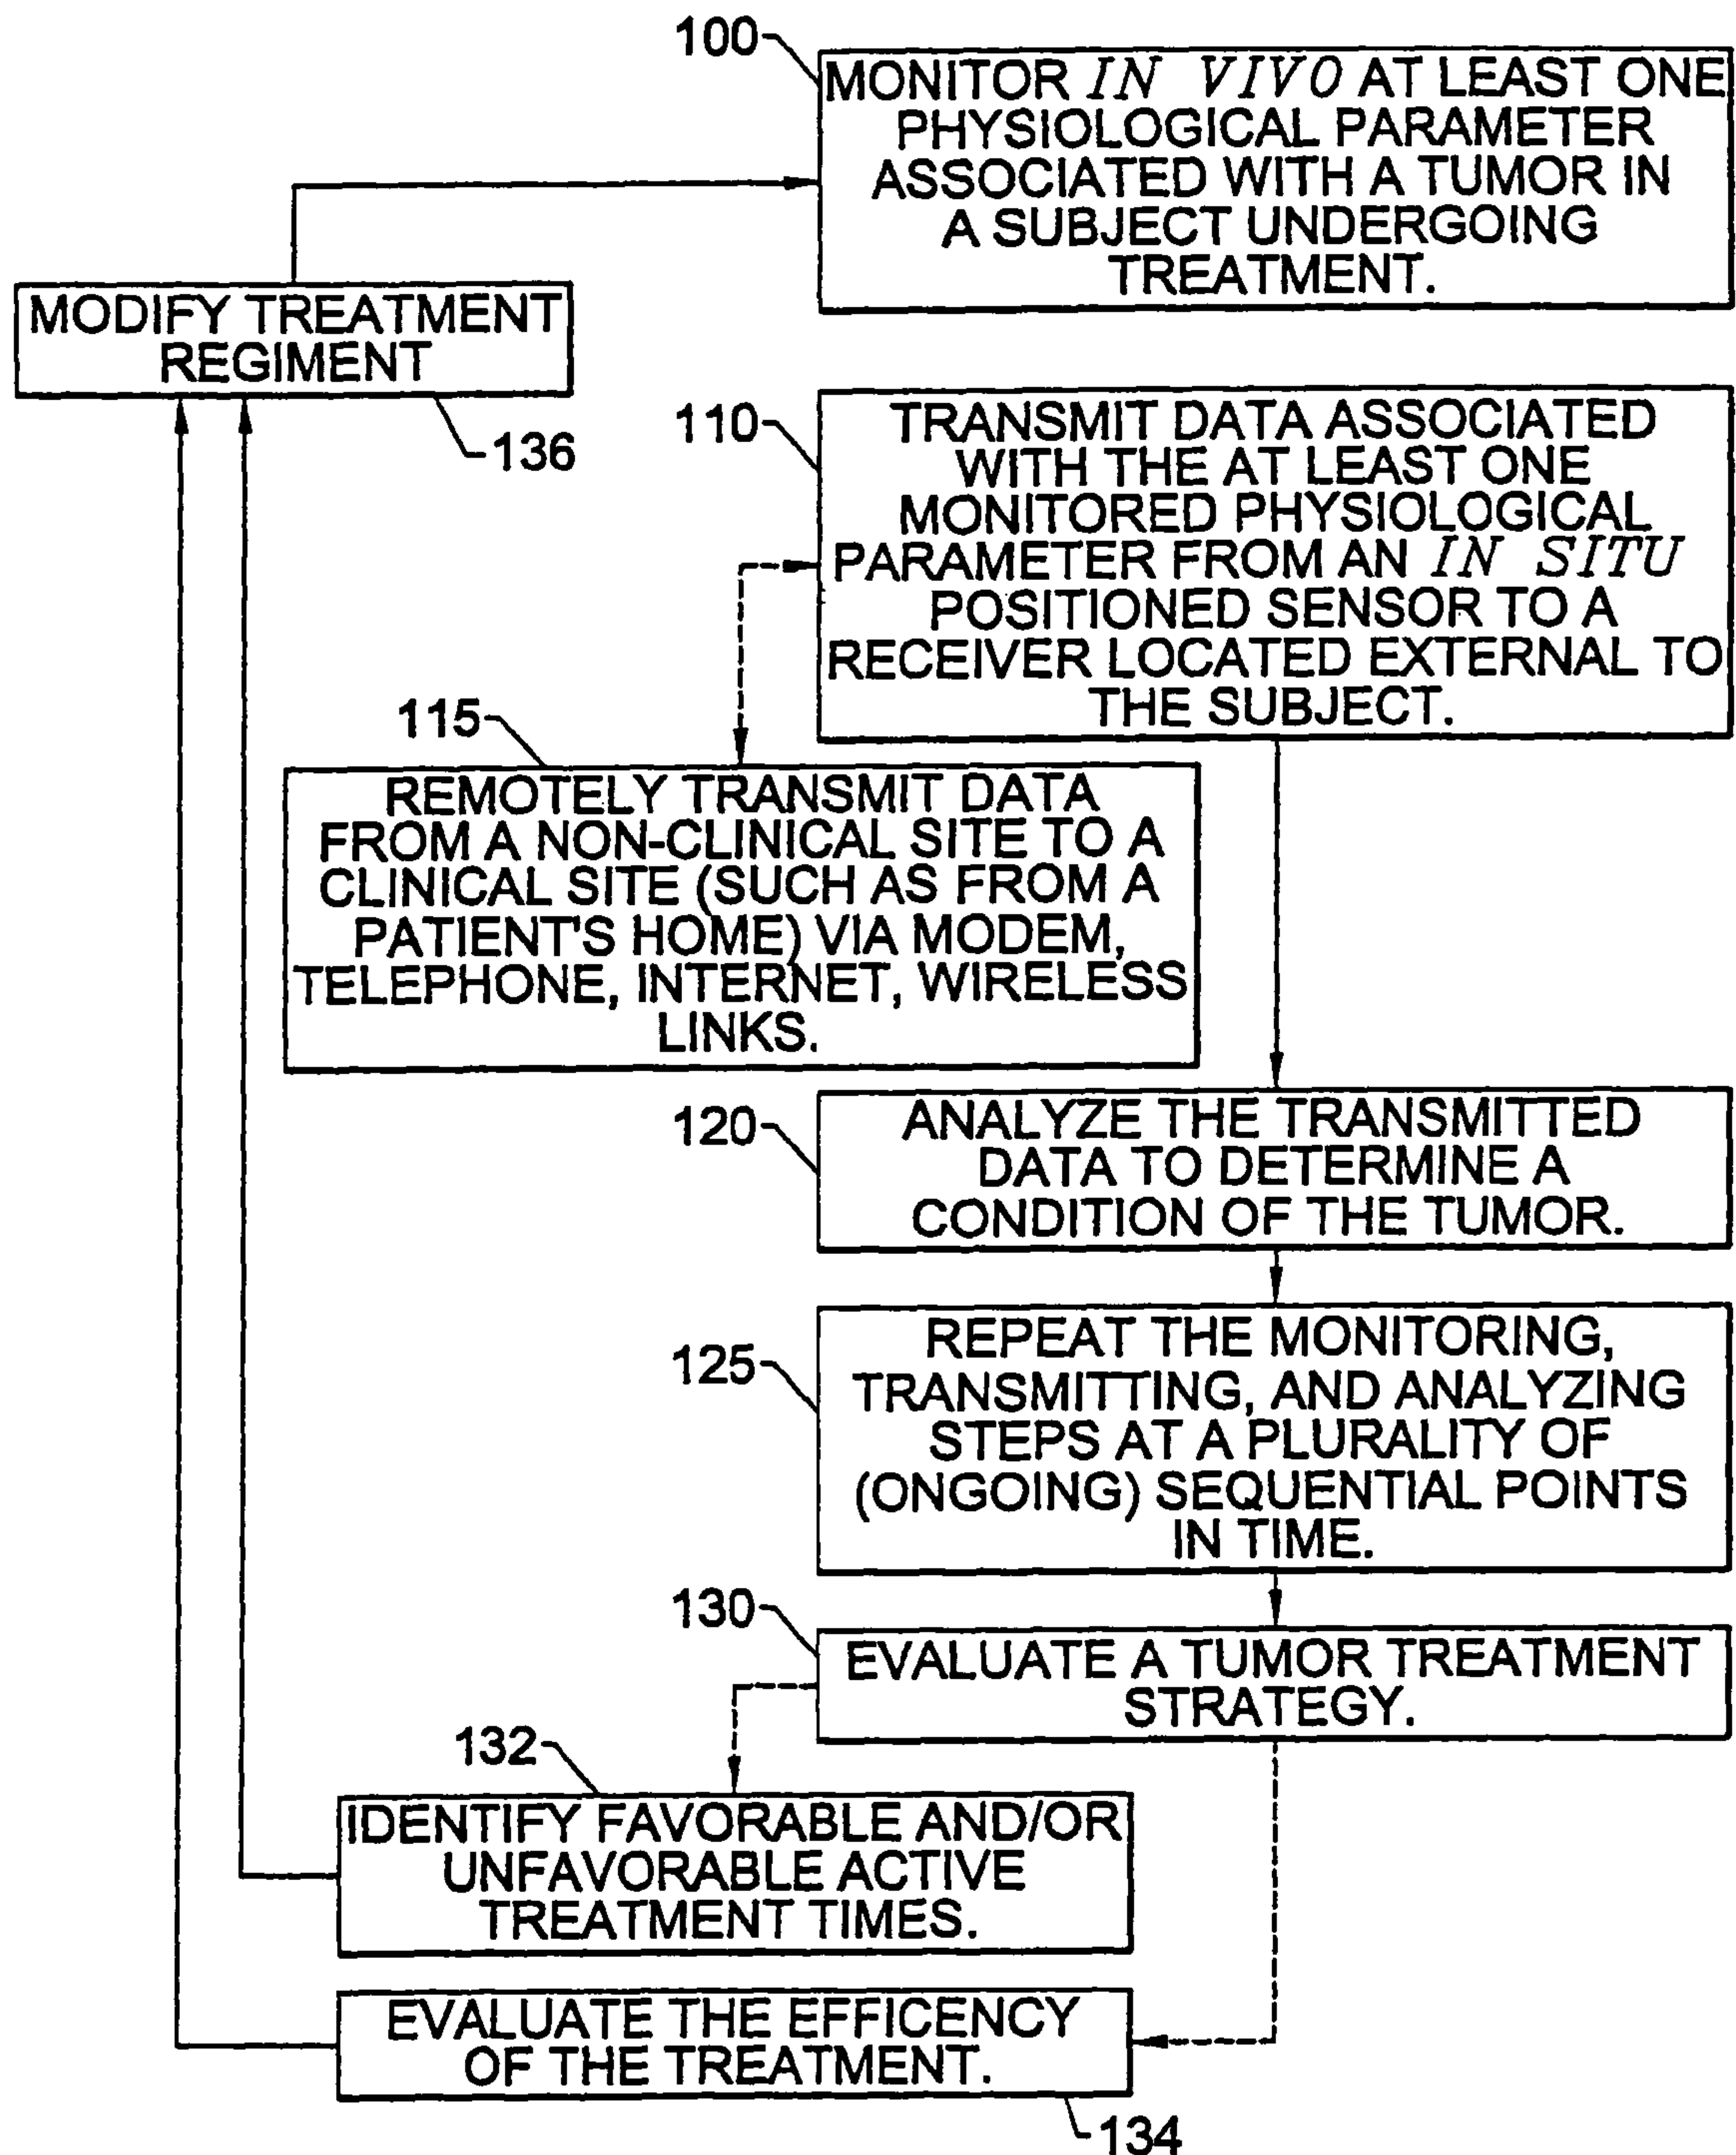 100
MONITOR IN VIVO AT LEAST ONE
PHYSIOLOGICAL PARAMETER
ASSOCIATED WITH A TUMOR IN
A SUBJECT UNDERGOING
TREATMENT.
MODIFY TREATMENT
REGIMENT
136
110
TRANSMIT DATA ASSOCIATED
WITH THE AT LEAST ONE
MONITORED PHYSIOLOGICAL
PARAMETER FROM AN IN SITU
POSITIONED SENSOR TO A
RECEIVER LOCATED EXTERNAL TO
THE SUBJECT.
115
REMOTELY TRANSMIT DATA
FROM A NON-CLINICAL SITE TO A
CLINICAL SITE (SUCH AS FROM A
PATIENT'S HOME) VIA MODEM,
TELEPHONE, INTERNET, WIRELESS
LINKS.
120
ANALYZE THE TRANSMITTED
DATA TO DETERMINE A
CONDITION OF THE TUMOR.
125
REPEAT THE MONITORING,
TRANSMITTING, AND ANALYZING
STEPS AT A PLURALITY OF
(ONGOING) SEQUENTIAL POINTS
IN TIME.
130
EVALUATE A TUMOR TREATMENT
STRATEGY.
132
IDENTIFY FAVORABLE AND/OR
UNFAVORABLE ACTIVE
TREATMENT TIMES.
EVALUATE THE EFFICENCY
OF THE TREATMENT.
134